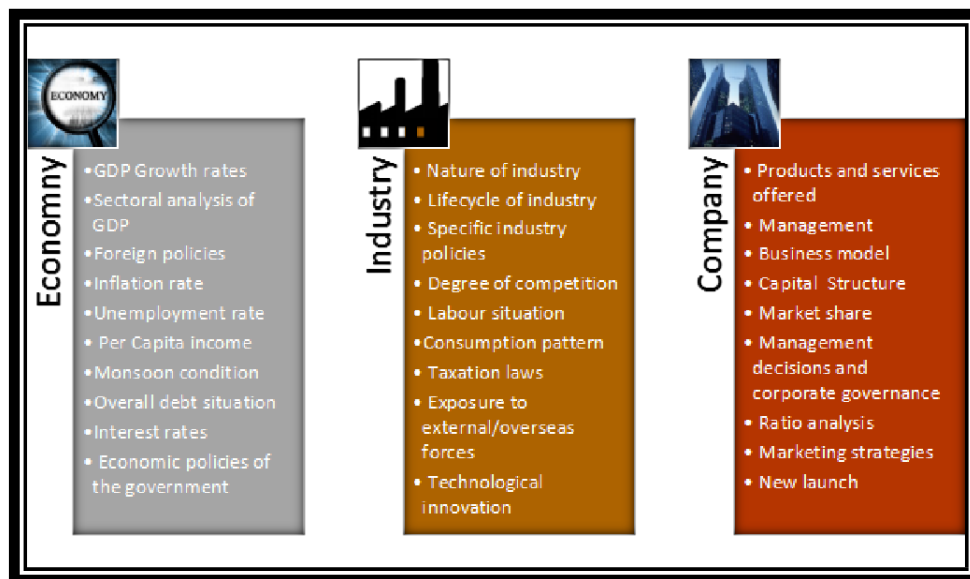 ECONOMY
Economny
•GDP Growth rates
•Sectoral analysis of
GDP
•Foreign policies
•Inflation rate
•Unemployment rate
• Per Capita income
•Monsoon condition
•Overall debt situation
•Interest rates
• Economic policies of
the government
Industry
• Nature of industry
• Lifecycle of industry
• Specific industry
policies
• Degree of competition
• Labour situation
•Consumption pattern
• Taxation laws
• Exposure to
external/overseas
forces
• Technological
innovation
Company
• Products and services
offered
• Management
• Business model
• Capital Structure
• Market share
• Management
decisions and
corporate governance
• Ratio analysis
• Marketing strategies
• New launch